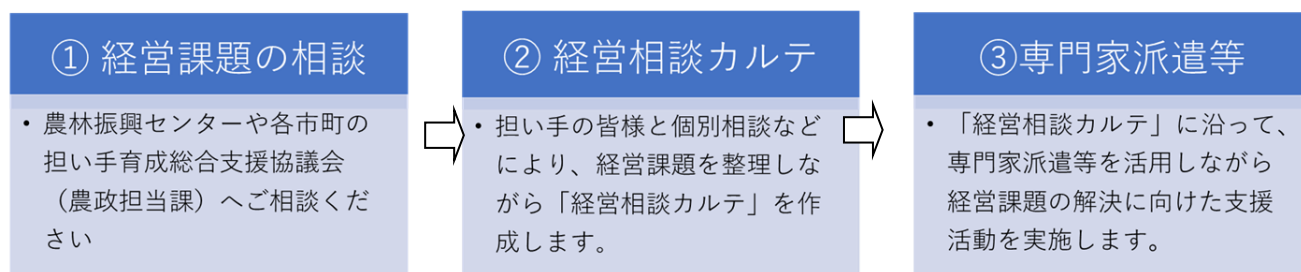 ① 経営課題の相談
• 農林振興センターや各市町の
担い手育成総合支援協議会
（農政担当課）へご相談くだ
さい
② 経営相談カルテ
• 担い手の皆様と個別相談など
により、経営課題を整理しな
がら「経営相談カルテ」を作
成します。
③専門家派遣等
• 「経営相談カルテ」に沿って、
専門家派遣等を活用しながら
経営課題の解決に向けた支援
活動を実施します。